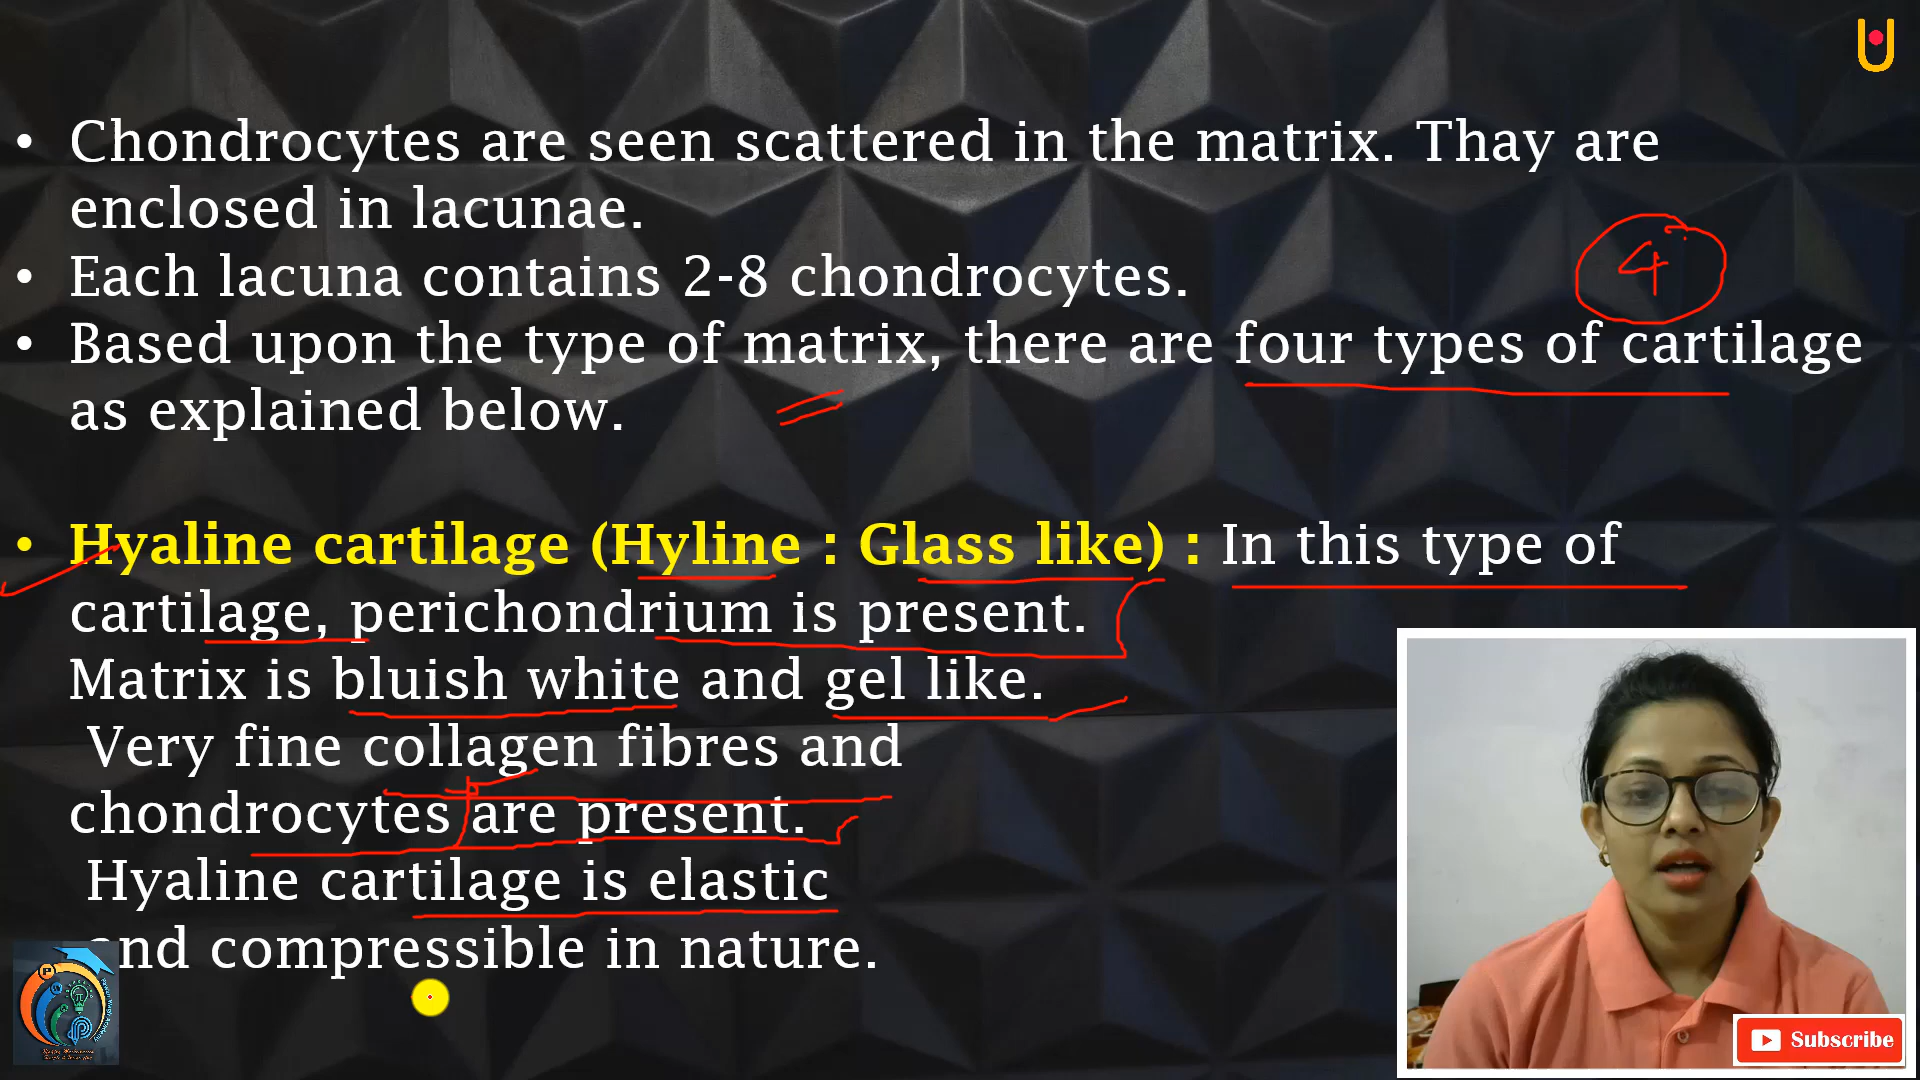 • Chondrocytes are seen scattered in the matrix. Thay are
enclosed in lacunae.
• Each lacuna contains 2-8 chondrocytes.
4
• Based upon the type of matrix, there are four types of cartilage
as explained below.
• Hyaline cartilage (Hyline : Glass like) : In this type of
cartilage, perichondrium is present.
Matrix is bluish white and gel like.
Very fine collagen fibres and
chondrocytes are present.
Hyaline cartilage is elastic
and compressible in nature.
Subscribe